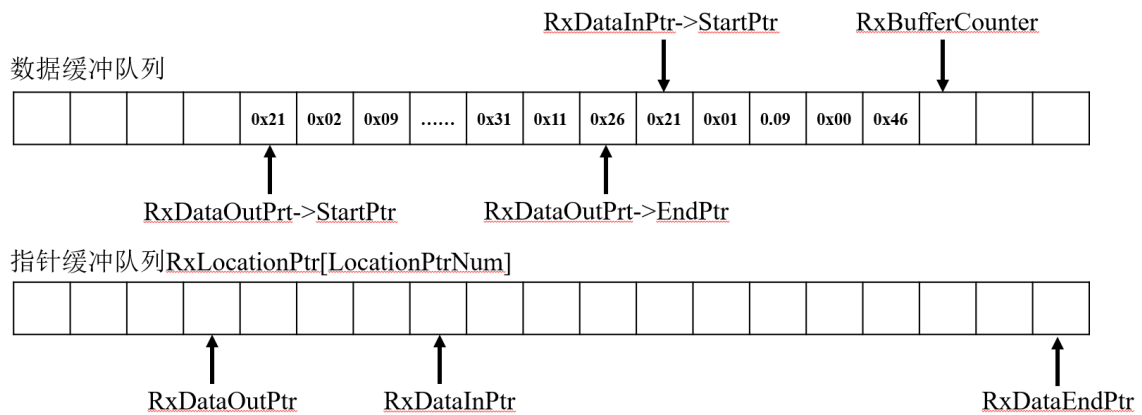 RxDataInPtr->StartPtr RxBufferCounter
数据缓冲队列
0x21 0x02 0x09 …… 0x31 0x11 0x26 0x21 0x01 0.09 0x00 0x46
RxDataOutPrt->StartPtr RxDataOutPrt->EndPtr
指针缓冲队列RxLocationPtr[LocationPtrNum]
RxDataOutPtr RxDataInPtr RxDataEndPtr